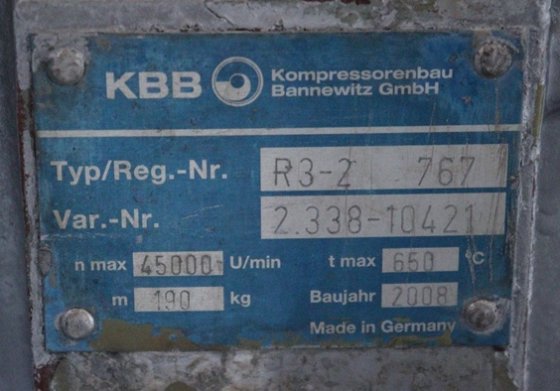 KBB Kompressorenbau
Bannewitz GmbH
Typ/Reg.-Nr. R3-2 767
Var.-Nr. 2.338-10421
n max 45000 U/min t max 650 °C
m 190 kg Baujahr 2008
Made in Germany